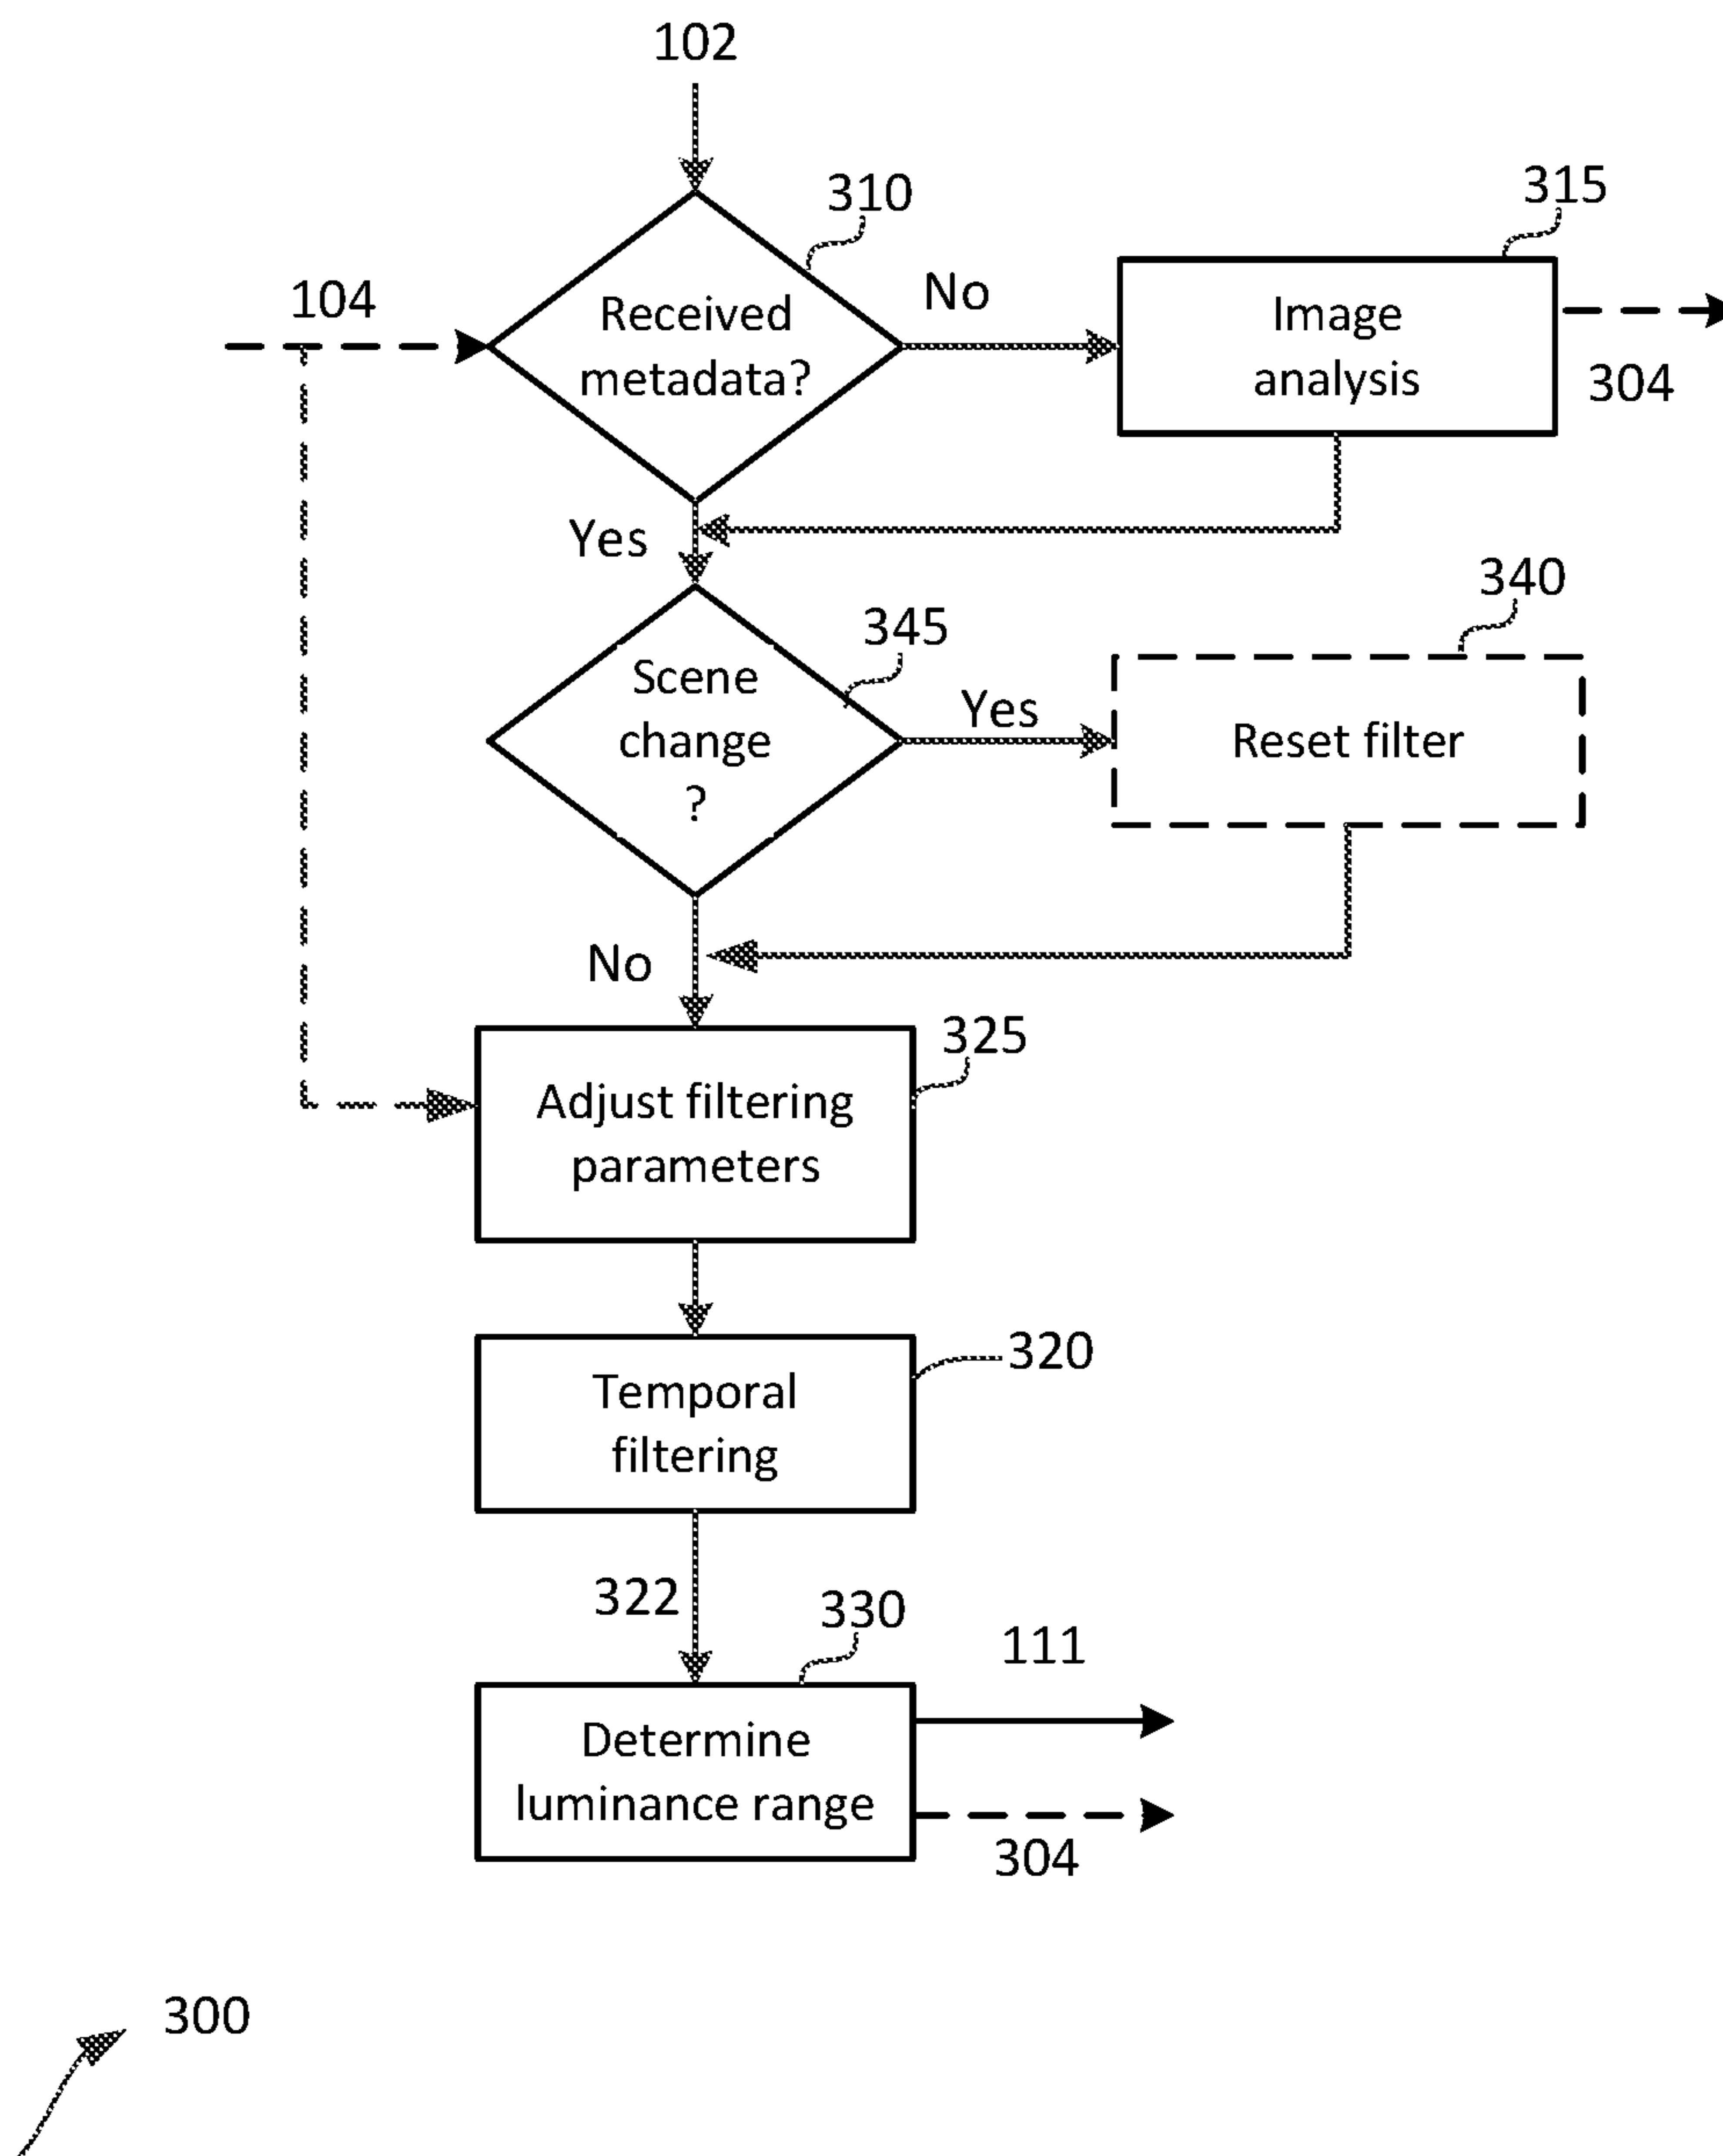 102
310
315
104
Received
metadata?
No
Image
analysis
304
Yes
340
345
Scene
change
?
Yes
Reset filter
No
325
Adjust filtering
parameters
320
Temporal
filtering
322
330
111
Determine
luminance range
304
300